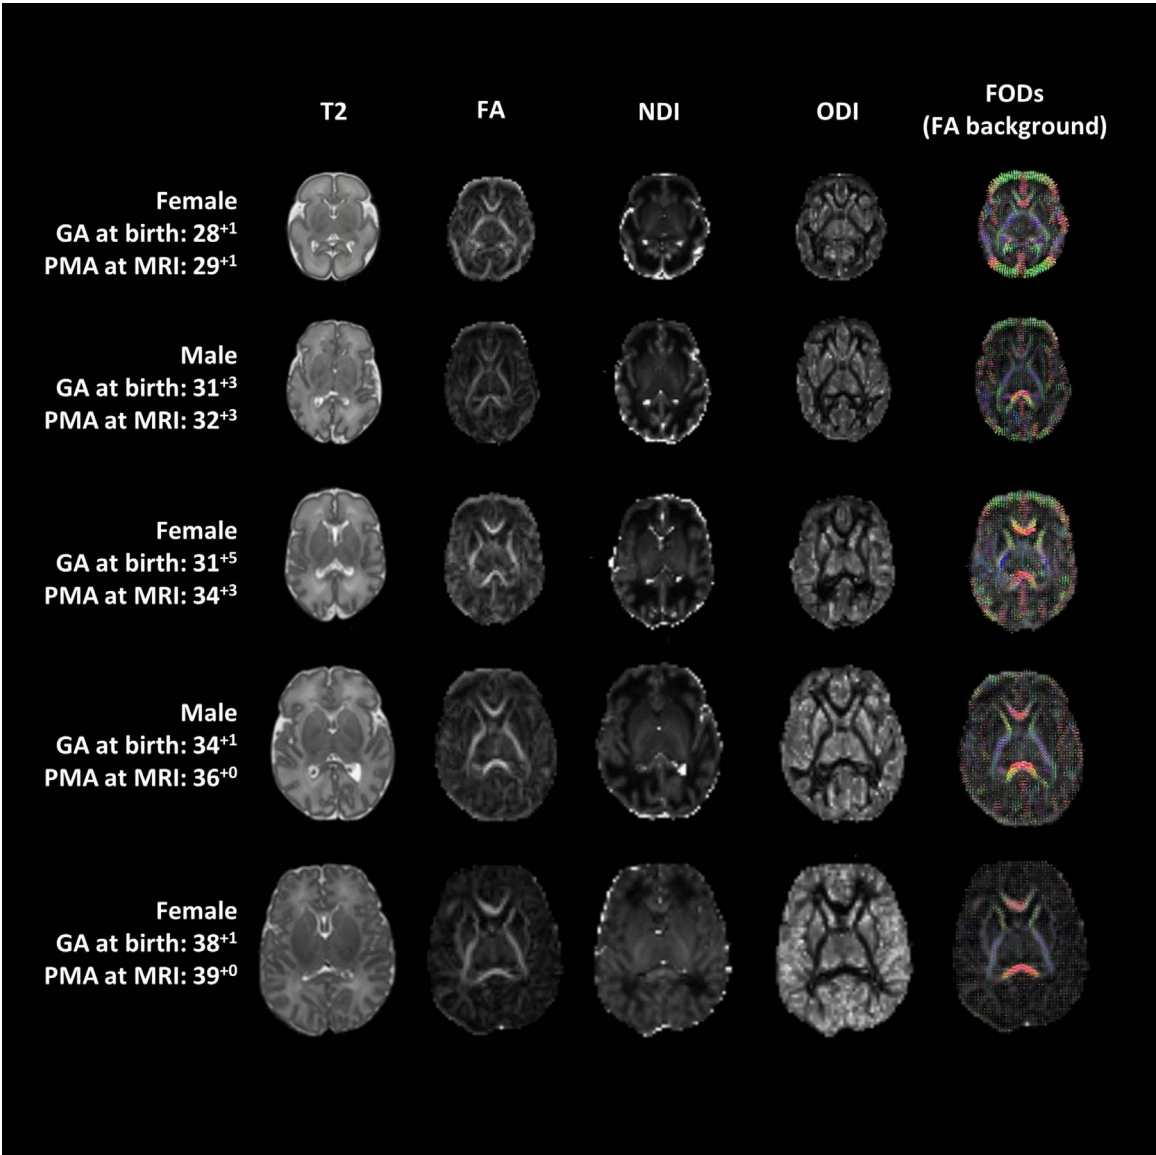 T2 FA NDI ODI FODs
(FA background)
Female
GA at birth: 28⁺¹
PMA at MRI: 29⁺¹
Male
GA at birth: 31⁺³
PMA at MRI: 32⁺³
Female
GA at birth: 31⁺⁵
PMA at MRI: 34⁺³
Male
GA at birth: 34⁺¹
PMA at MRI: 36⁺⁰
Female
GA at birth: 38⁺¹
PMA at MRI: 39⁺⁰